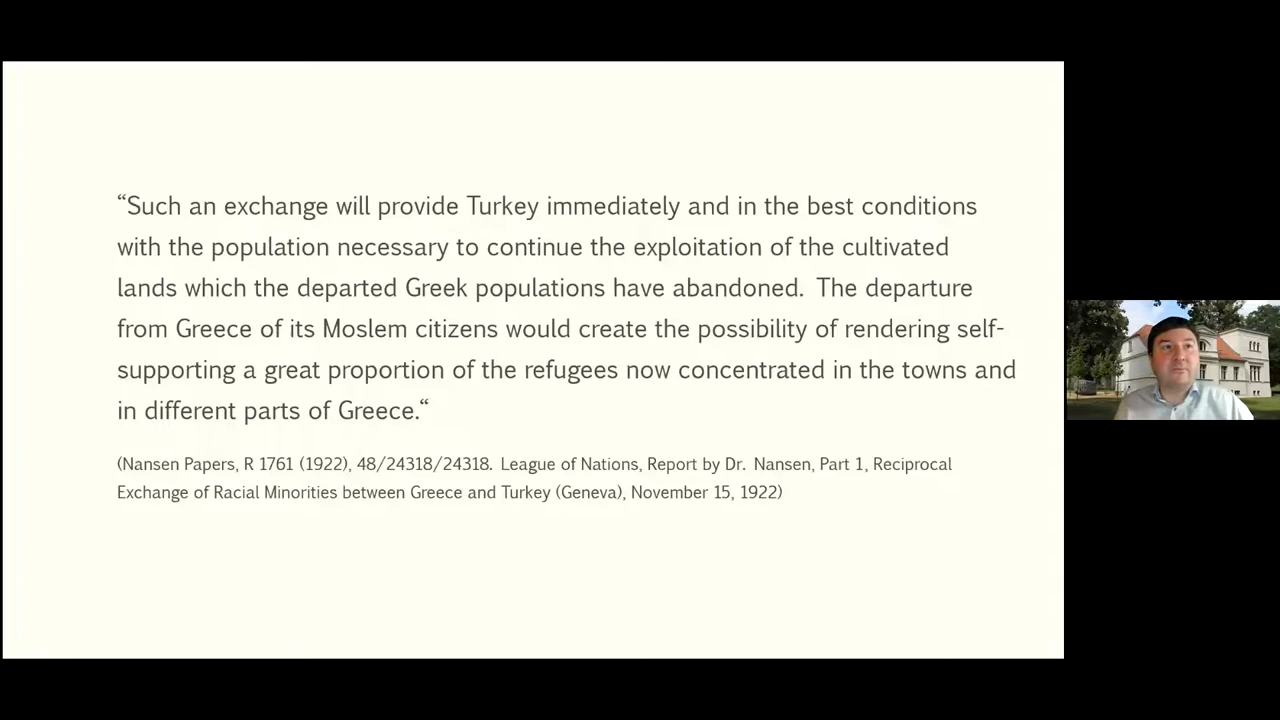 “Such an exchange will provide Turkey immediately and in the best conditions
with the population necessary to continue the exploitation of the cultivated
lands which the departed Greek populations have abandoned. The departure
from Greece of its Moslem citizens would create the possibility of rendering self-
supporting a great proportion of the refugees now concentrated in the towns and
in different parts of Greece.“
(Nansen Papers, R 1761 (1922), 48/24318/24318. League of Nations, Report by Dr. Nansen, Part 1, Reciprocal
Exchange of Racial Minorities between Greece and Turkey (Geneva), November 15, 1922)